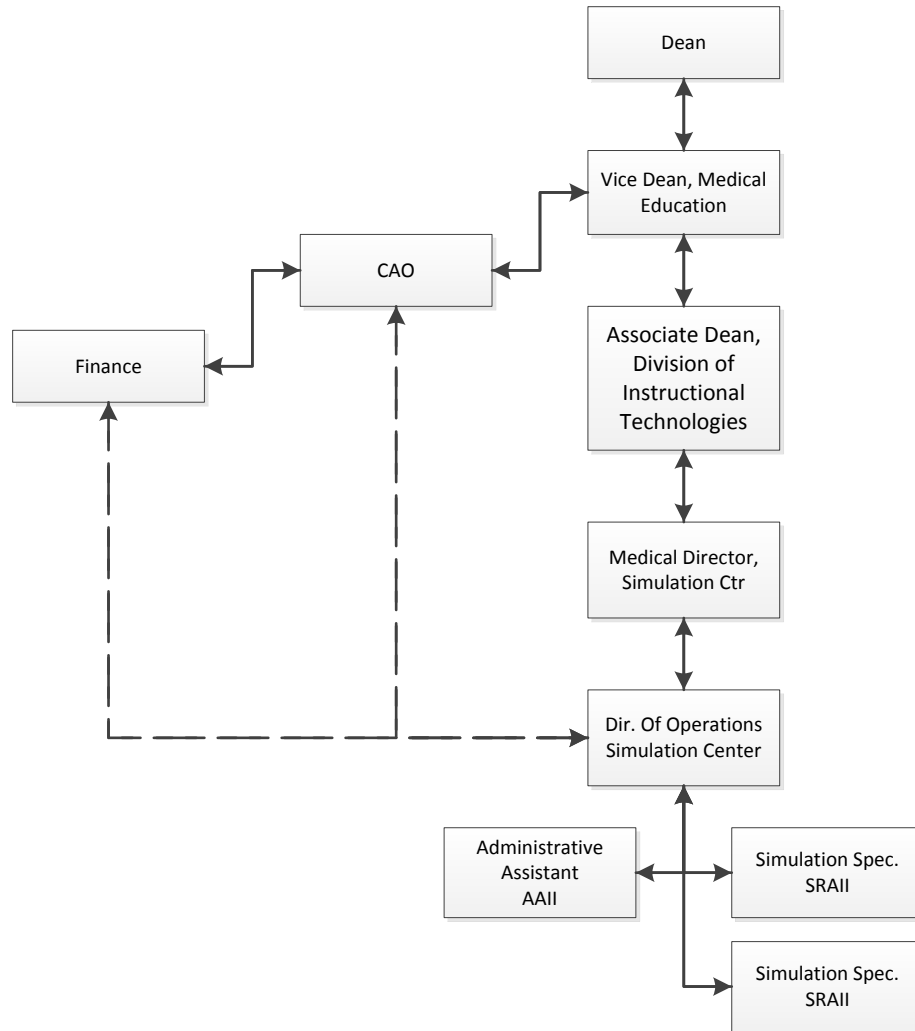 Dean
Vice Dean, Medical
Education
CAO
Finance
Associate Dean,
Division of
Instructional
Technologies
Medical Director,
Simulation Ctr
Dir. Of Operations
Simulation Center
Administrative
Assistant
AAII
Simulation Spec.
SRAII
Simulation Spec.
SRAII